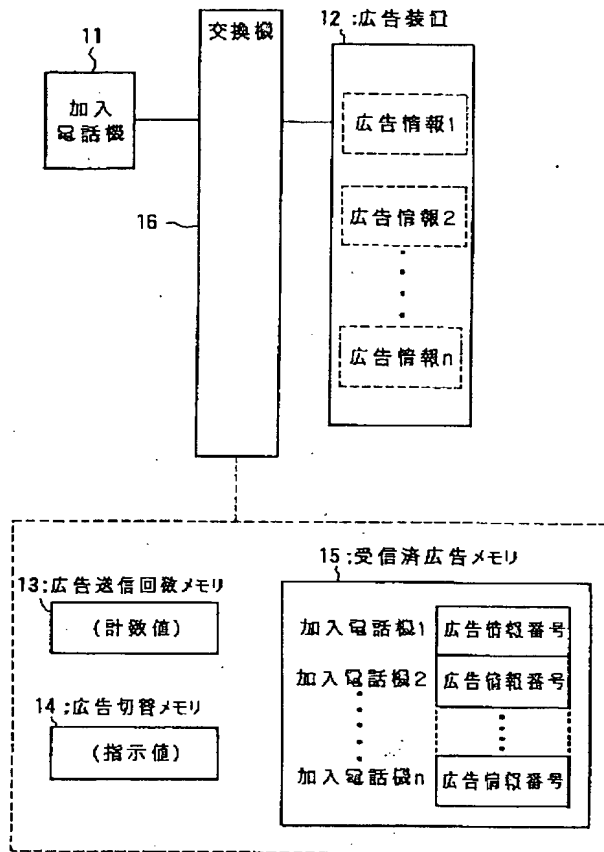 11
加入
電話機
交換機
16
12:広告装置
広告情報1
広告情報2
広告情報n
13:広告送信回数メモリ
(計数値)
14:広告切替メモリ
(指示値)
15:受信済広告メモリ
加入電話機1 広告情報番号
加入電話機2 広告情報番号
加入電話機n 広告情報番号